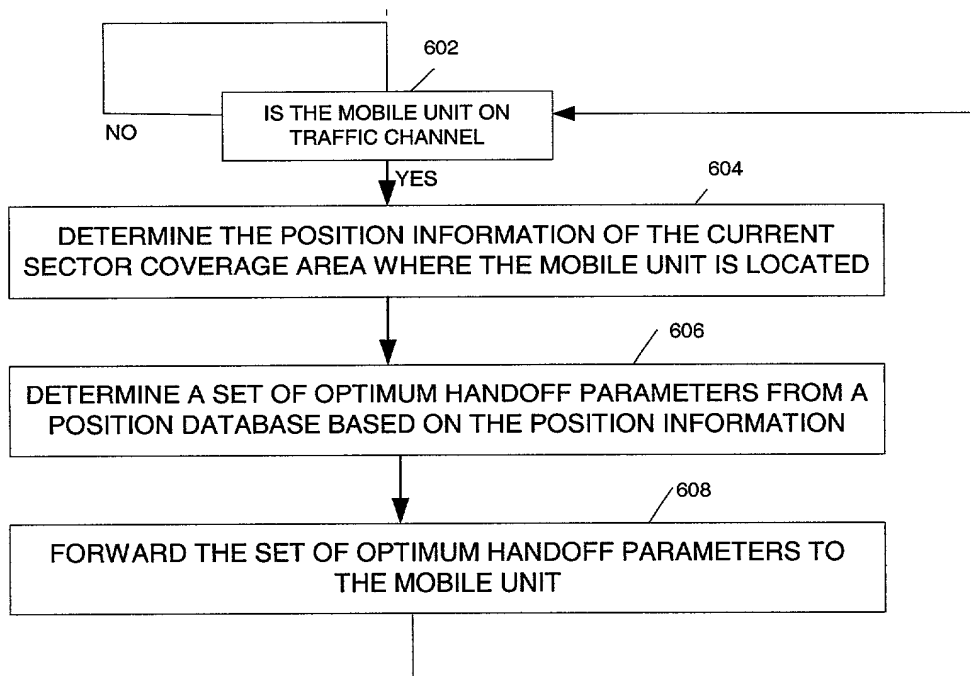 602
IS THE MOBILE UNIT ON
TRAFFIC CHANNEL
NO
YES
604
DETERMINE THE POSITION INFORMATION OF THE CURRENT
SECTOR COVERAGE AREA WHERE THE MOBILE UNIT IS LOCATED
606
DETERMINE A SET OF OPTIMUM HANDOFF PARAMETERS FROM A
POSITION DATABASE BASED ON THE POSITION INFORMATION
608
FORWARD THE SET OF OPTIMUM HANDOFF PARAMETERS TO
THE MOBILE UNIT